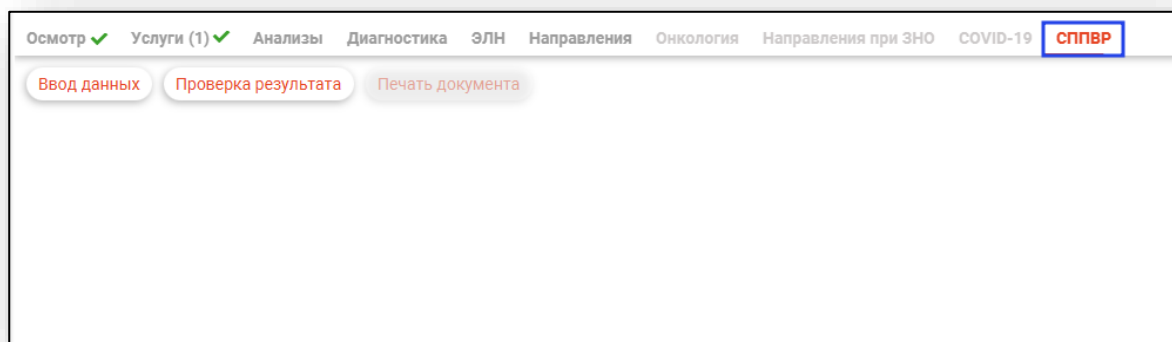 Осмотр Услуги (1) Анализы Диагностика ЭЛН Направления Онкология Направления при ЗНО COVID-19 СППВР
Ввод данных Проверка результата Печать документа